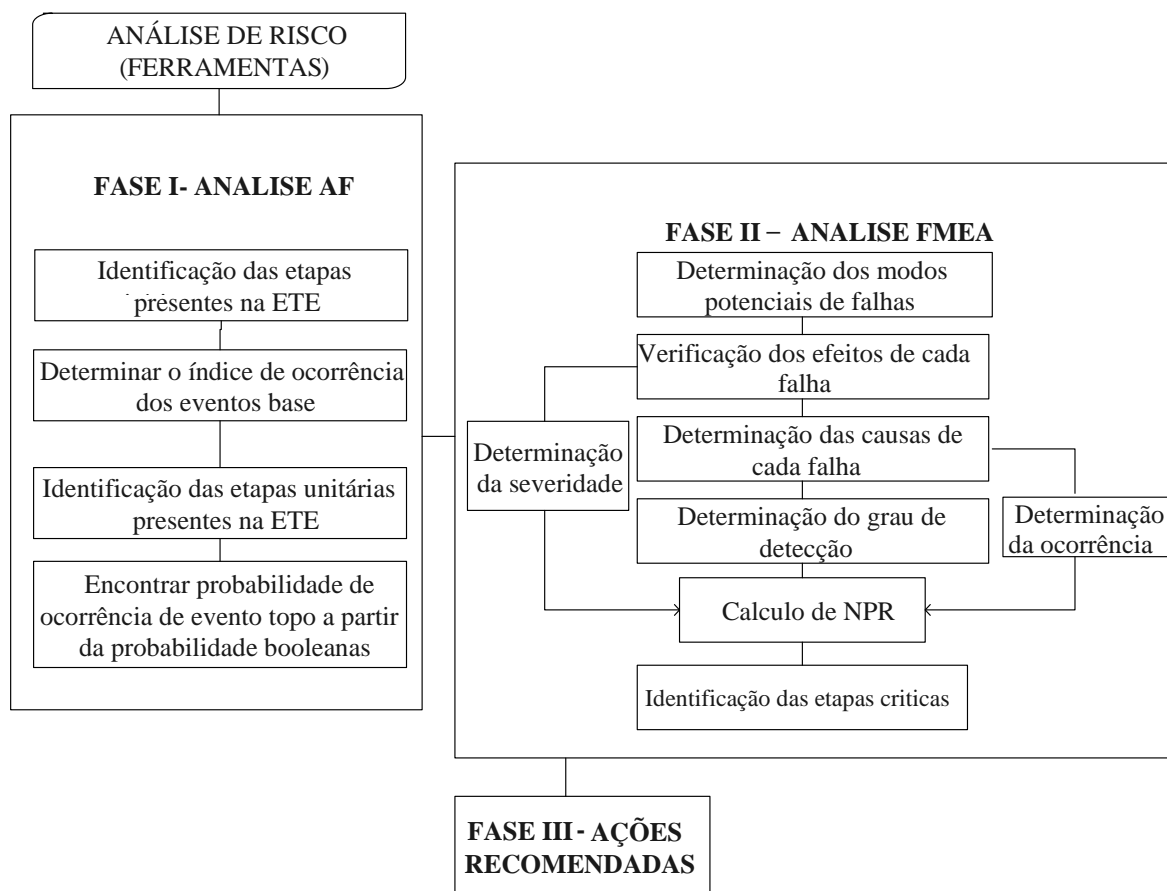 ANÁLISE DE RISCO
(FERRAMENTAS)
FASE I- ANALISE AF
Identificação das etapas
presentes na ETE
Determinar o índice de ocorrência
dos eventos base
Identificação das etapas unitárias
presentes na ETE
Encontrar probabilidade de
ocorrência de evento topo a partir
da probabilidade booleanas
FASE II – ANALISE FMEA
Determinação dos modos
potenciais de falhas
Verificação dos efeitos de cada
falha
Determinação
da severidade
Determinação das causas de
cada falha
Determinação do grau de
detecção
Determinação
da ocorrência
Calculo de NPR
Identificação das etapas criticas
FASE III - AÇÕES
RECOMENDADAS